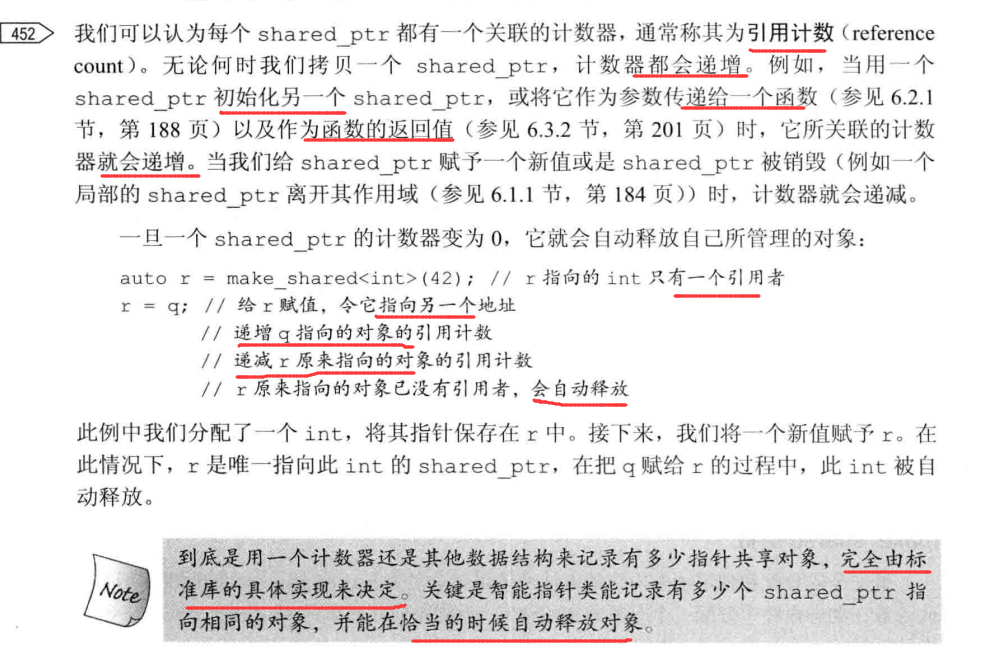 452
我们可以认为每个 shared_ptr 都有一个关联的计数器，通常称其为引用计数（reference
count）。无论何时我们拷贝一个 shared_ptr，计数器都会递增。例如，当用一个
shared_ptr 初始化另一个 shared_ptr，或将它作为参数传递给一个函数（参见 6.2.1
节，第 188 页）以及作为函数的返回值（参见 6.3.2 节，第 201 页）时，它所关联的计数
器就会递增。当我们给 shared_ptr 赋予一个新值或是 shared_ptr 被销毁（例如一个
局部的 shared_ptr 离开其作用域（参见 6.1.1 节，第 184 页））时，计数器就会递减。
一旦一个 shared_ptr 的计数器变为 0，它就会自动释放自己所管理的对象：
auto r = make_shared<int>(42); // r 指向的 int 只有一个引用者
r = q; // 给 r 赋值，令它指向另一个地址
// 递增 q 指向的对象的引用计数
// 递减 r 原来指向的对象的引用计数
// r 原来指向的对象已没有引用者，会自动释放
此例中我们分配了一个 int，将其指针保存在 r 中。接下来，我们将一个新值赋予 r。在
此情况下，r 是唯一指向此 int 的 shared_ptr，在把 q 赋给 r 的过程中，此 int 被自
动释放。
Note
到底是用一个计数器还是其他数据结构来记录有多少指针共享对象，完全由标
准库的具体实现来决定。关键是智能指针类能记录有多少个 shared_ptr 指
向相同的对象，并能在恰当的时候自动释放对象。